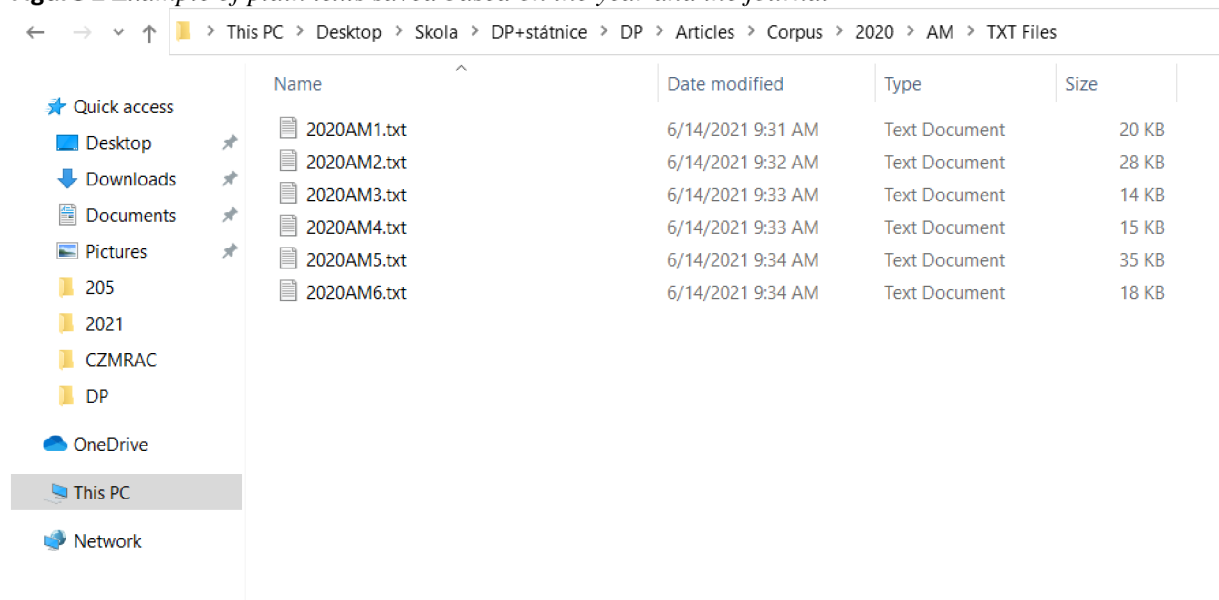 This PC > Desktop > Skola > DP+státnice > DP > Articles > Corpus > 2020 > AM > TXT Files
Name Date modified Type Size
Quick access
Desktop
Downloads
Documents
Pictures
205
2021
CZMRAC
DP
OneDrive
This PC
Network
2020AM1.txt 6/14/2021 9:31 AM Text Document 20 KB
2020AM2.txt 6/14/2021 9:32 AM Text Document 28 KB
2020AM3.txt 6/14/2021 9:33 AM Text Document 14 KB
2020AM4.txt 6/14/2021 9:33 AM Text Document 15 KB
2020AM5.txt 6/14/2021 9:34 AM Text Document 35 KB
2020AM6.txt 6/14/2021 9:34 AM Text Document 18 KB